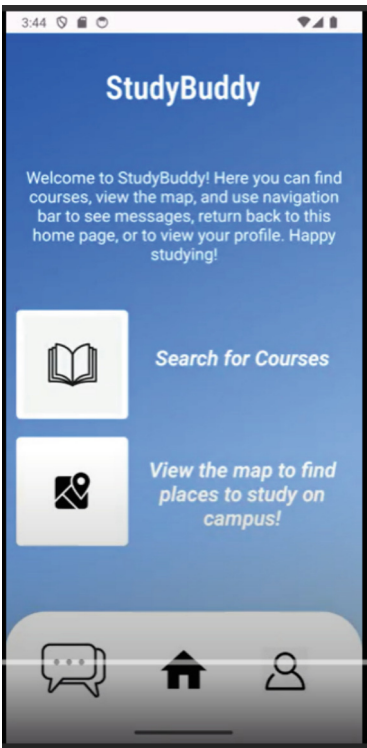 3:44
StudyBuddy
Welcome to StudyBuddy! Here you can find
courses, view the map, and use navigation
bar to see messages, return back to this
home page, or to view your profile. Happy
studying!
Search for Courses
View the map to find
places to study on
campus!